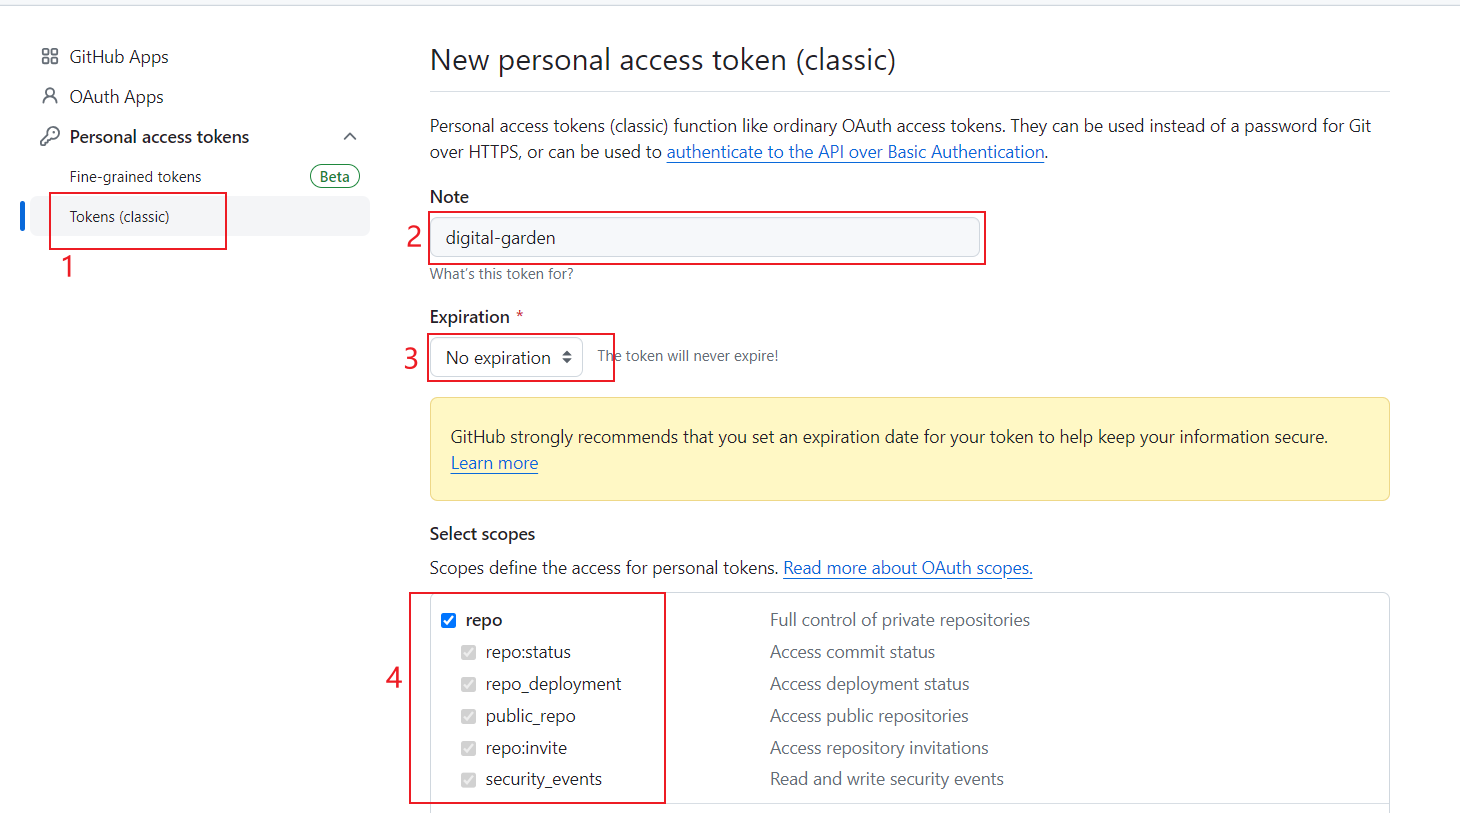 GitHub Apps
OAuth Apps
Personal access tokens
Fine-grained tokens
Beta
Tokens (classic)
1
New personal access token (classic)
Personal access tokens (classic) function like ordinary OAuth access tokens. They can be used instead of a password for Git
over HTTPS, or can be used to authenticate to the API over Basic Authentication.
Note
2
digital-garden
What's this token for?
Expiration *
3
No expiration
The token will never expire!
GitHub strongly recommends that you set an expiration date for your token to help keep your information secure.
Learn more
Select scopes
Scopes define the access for personal tokens. Read more about OAuth scopes.
4
repo Full control of private repositories
repo:status Access commit status
repo_deployment Access deployment status
public_repo Access public repositories
repo:invite Access repository invitations
security_events Read and write security events